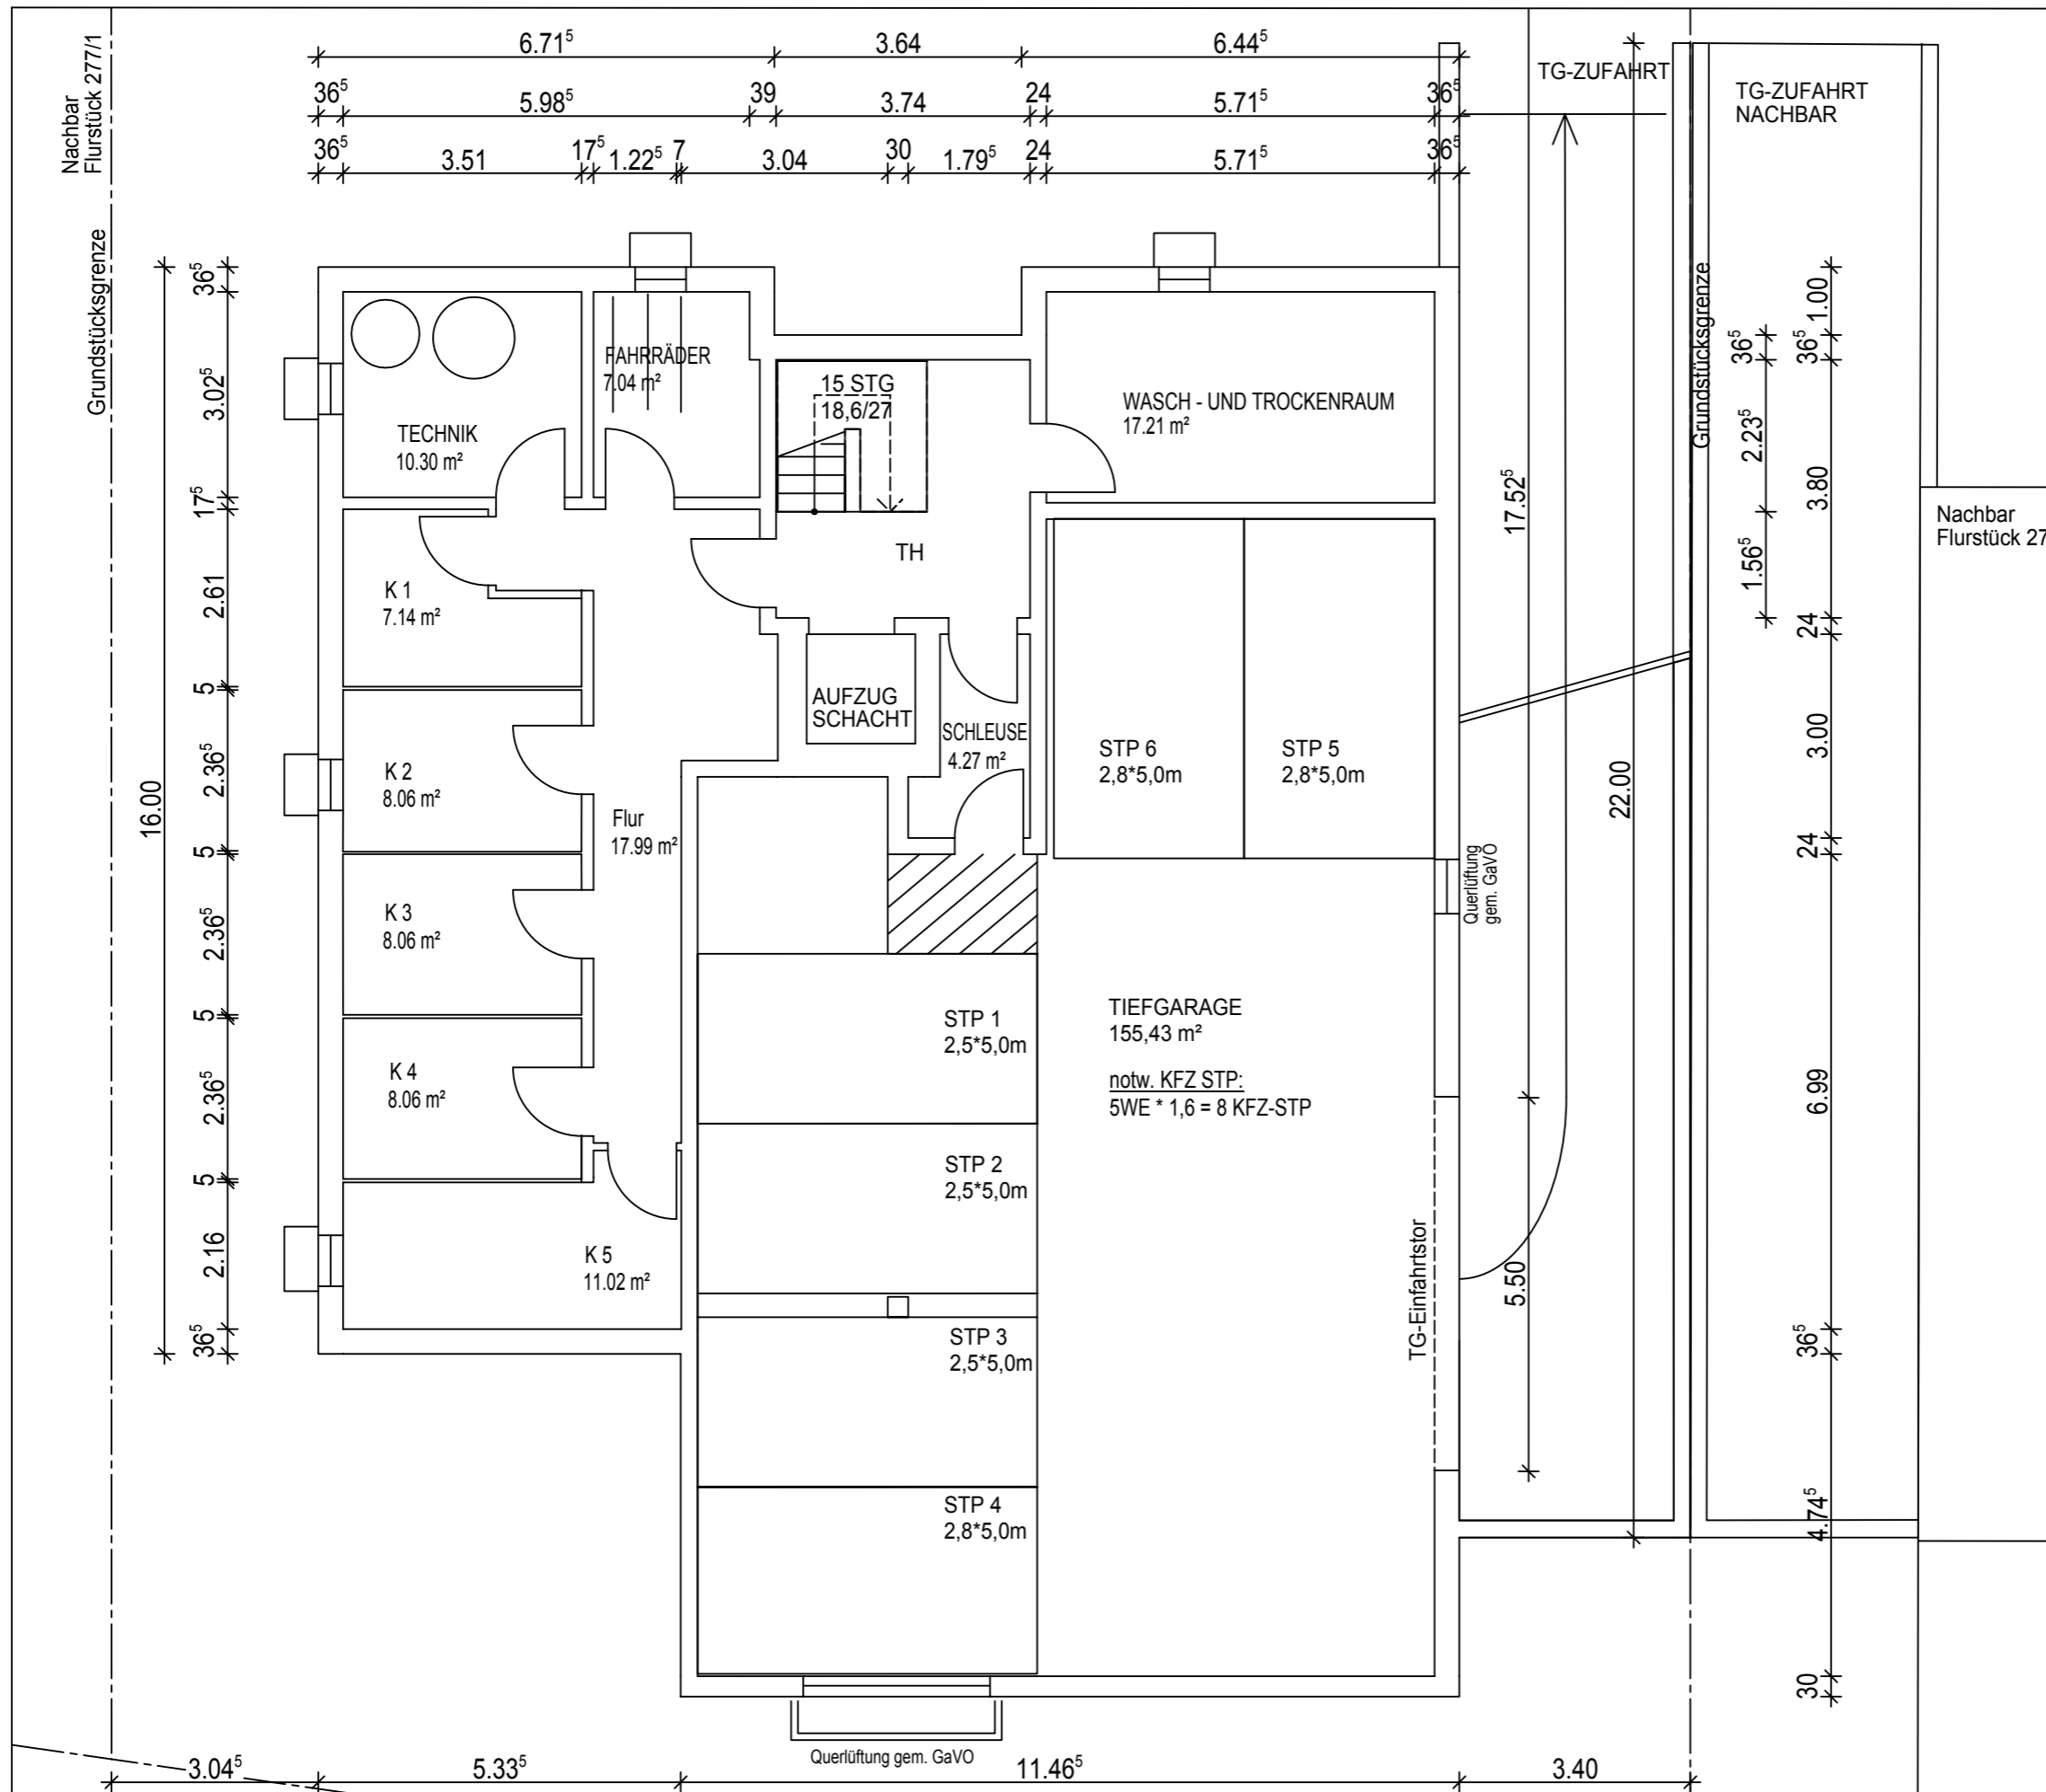 6.71⁵ 3.64 6.44⁵
36⁵ 5.98⁵ 39 3.74 24 5.71⁵ 36⁵
36⁵ 3.51 17⁵ 1.22⁵ 7 3.04 30 1.79⁵ 24 5.71⁵ 36⁵
Nachbar
Flurstück 277/1
Grundstücksgrenze
TG-ZUFAHRT
TG-ZUFAHRT
NACHBAR
Nachbar
Flurstück 27
Grundstücksgrenze
16.00
36⁵
3.02⁵
17⁵
2.61
5
2.36⁵
5
2.36⁵
5
2.36⁵
5
2.16
36⁵
TECHNIK
10.30 m²
FAHRRÄDER
7.04 m²
15 STG
18,6/27
WASCH - UND TROCKENRAUM
17.21 m²
TH
K 1
7.14 m²
K 2
8.06 m²
K 3
8.06 m²
K 4
8.06 m²
K 5
11.02 m²
Flur
17.99 m²
AUFZUG
SCHACHT
SCHLEUSE
4.27 m²
STP 6
2,8*5,0m
STP 5
2,8*5,0m
STP 1
2,5*5,0m
STP 2
2,5*5,0m
STP 3
2,5*5,0m
STP 4
2,8*5,0m
TIEFGARAGE
155,43 m²
notw. KFZ STP:
5WE * 1,6 = 8 KFZ-STP
Querlüftung
gem. GaVO
TG-Einfahrtstor
17.52⁵
5.50
22.00
36⁵
2.23⁵
1.56⁵
1.00
36⁵
3.80
24
3.00
24
6.99
36⁵
4.74⁵
30
Querlüftung gem. GaVO
3.04⁵ 5.33⁵ 11.46⁵ 3.40